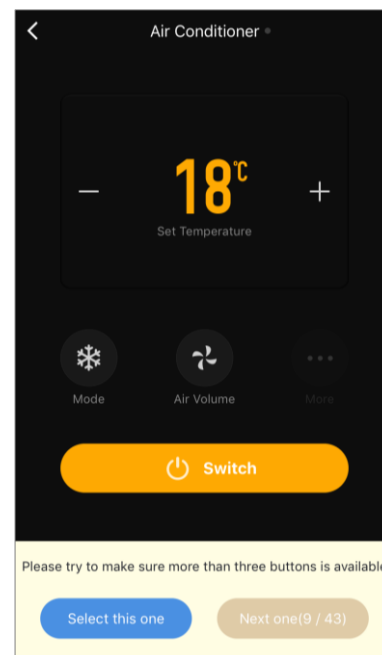 Air Conditioner
18°C
Set Temperature
Mode
Air Volume
More
Switch
Please try to make sure more than three buttons is available
Select this one
Next one(9 / 43)